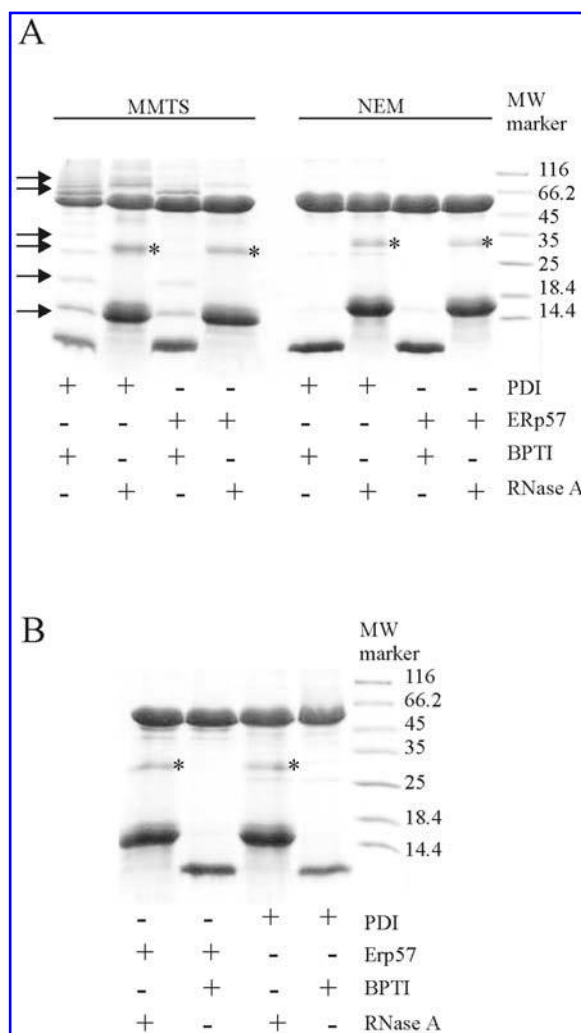 A
MMTS NEM MW
marker
116
66.2
45
35
25
18.4
14.4
* * * *
+ + - - + + - - PDI
- - + + - - + + ERp57
+ - + - + - + - BPTI
- + - + - + - + RNase A
B
MW
marker
116
66.2
45
35
25
18.4
14.4
* *
- - + + PDI
+ + - - Erp57
- + - + BPTI
+ - + - RNase A